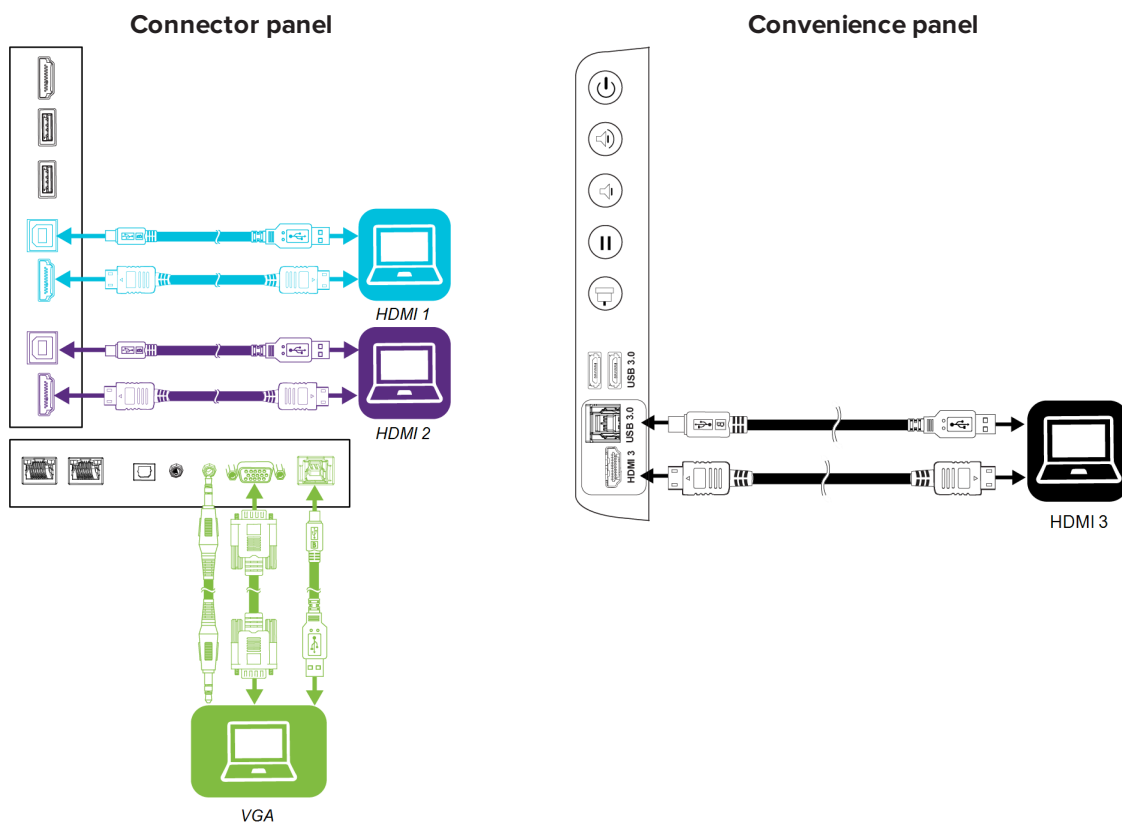 Connector panel
Convenience panel
HDMI 1
HDMI 2
VGA
USB 3.0
USB 3.0
HDMI 3
B
HDMI 3